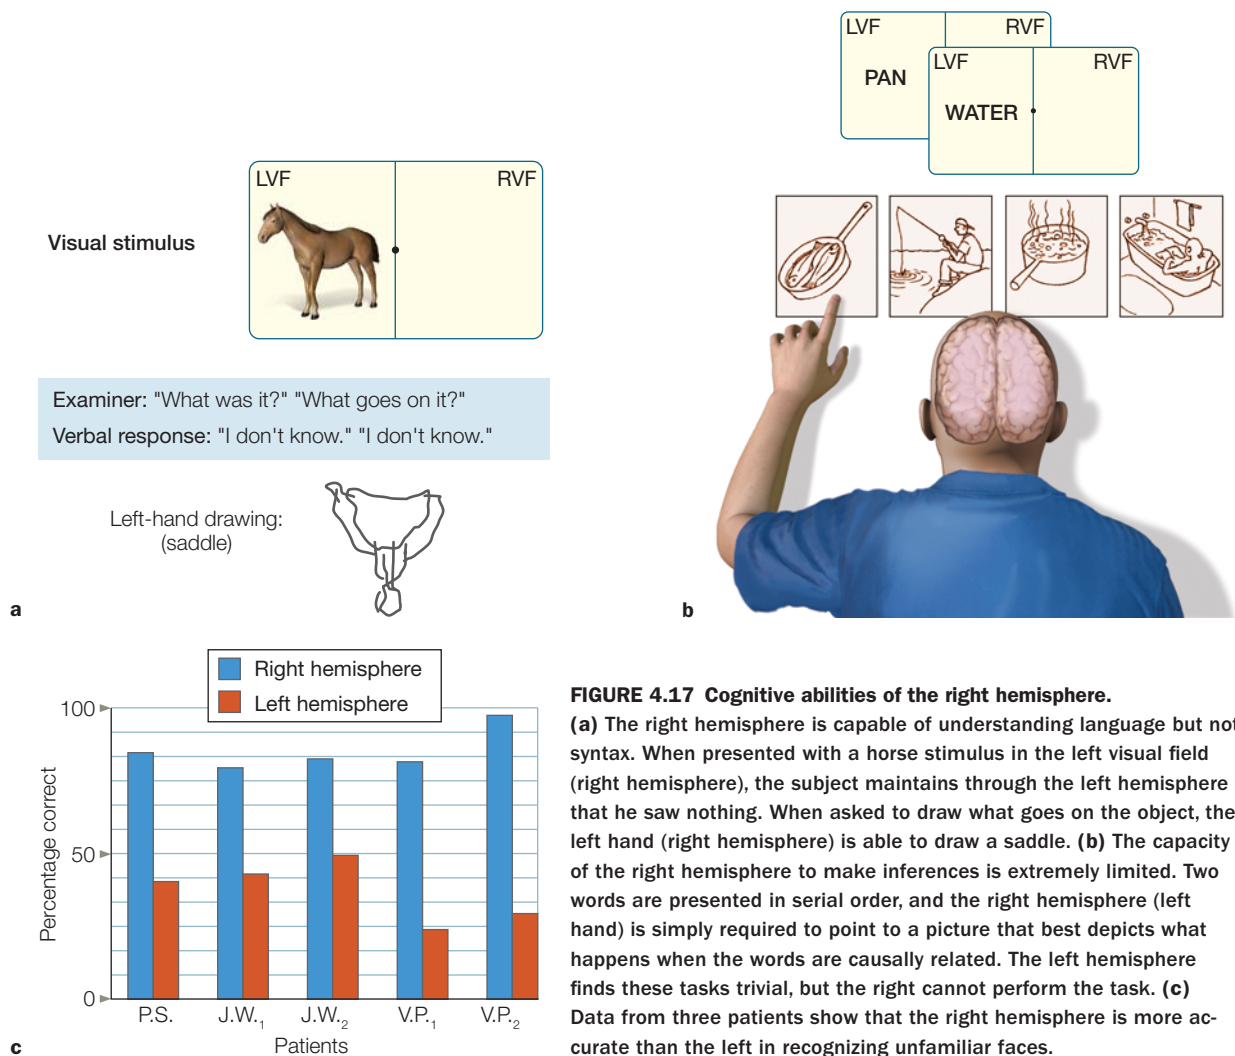 LVF RVF
Visual stimulus
Examiner: "What was it?" "What goes on it?"
Verbal response: "I don't know." "I don't know."
Left-hand drawing:
(saddle)
a
LVF RVF
PAN
LVF RVF
WATER
b
Right hemisphere
Left hemisphere
100
50
0
Percentage correct
P.S. J.W.1 J.W.2 V.P.1 V.P.2
Patients
c
FIGURE 4.17 Cognitive abilities of the right hemisphere.
(a) The right hemisphere is capable of understanding language but not
syntax. When presented with a horse stimulus in the left visual field
(right hemisphere), the subject maintains through the left hemisphere
that he saw nothing. When asked to draw what goes on the object, the
left hand (right hemisphere) is able to draw a saddle. (b) The capacity
of the right hemisphere to make inferences is extremely limited. Two
words are presented in serial order, and the right hemisphere (left
hand) is simply required to point to a picture that best depicts what
happens when the words are causally related. The left hemisphere
finds these tasks trivial, but the right cannot perform the task. (c)
Data from three patients show that the right hemisphere is more ac-
curate than the left in recognizing unfamiliar faces.